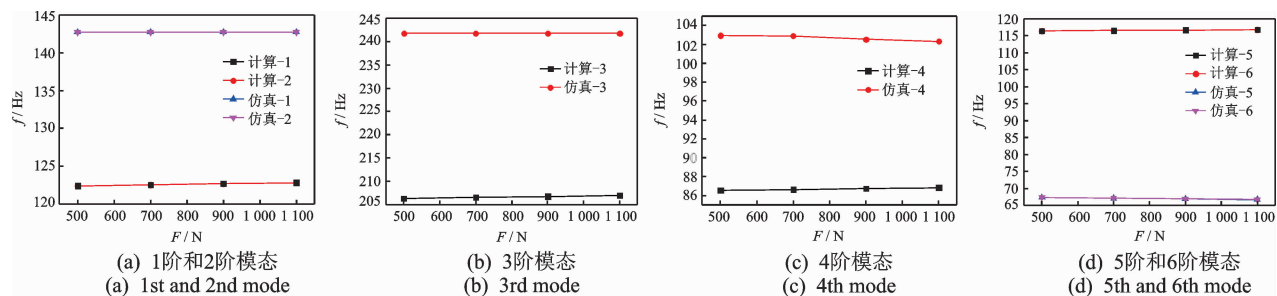 145
140
135
130
125
120
f / Hz
计算-1
计算-2
仿真-1
仿真-2
500 600 700 800 900 1 000 1 100
F / N
(a) 1阶和2阶模态
(a) 1st and 2nd mode
245
240
235
230
225
220
215
210
205
f / Hz
计算-3
仿真-3
500 600 700 800 900 1 000 1 100
F / N
(b) 3阶模态
(b) 3rd mode
104
102
100
98
96
94
92
90
88
86
f / Hz
计算-4
仿真-4
500 600 700 800 900 1 000 1 100
F / N
(c) 4阶模态
(c) 4th mode
120
115
110
105
100
95
90
85
80
75
70
65
f / Hz
计算-5
计算-6
仿真-5
仿真-6
500 600 700 800 900 1 000 1 100
F / N
(d) 5阶和6阶模态
(d) 5th and 6th mode